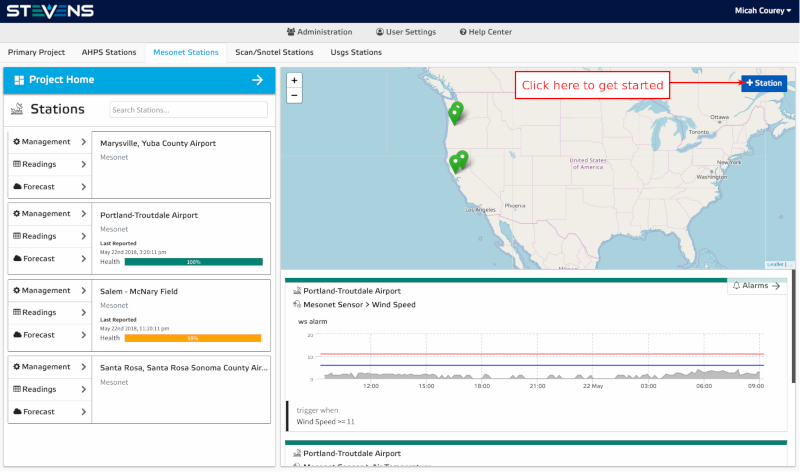 STEVENS
Micah Courey
Administration
User Settings
Help Center
Primary Project
AHPS Stations
Mesonet Stations
Scan/Snotel Stations
Usgs Stations
Project Home
Stations
Search Stations...
Management
Readings
Forecast
Marysville, Yuba County Airport
Mesonet
Management
Readings
Forecast
Portland-Troutdale Airport
Mesonet
Last Reported
May 22nd 2018, 3:20:11 pm
Health
100%
Management
Readings
Forecast
Salem - McNary Field
Mesonet
Last Reported
May 22nd 2018, 11:20:11 pm
Health
Management
Readings
Forecast
Santa Rosa, Santa Rosa Sonoma County Air...
Mesonet
+
−
Click here to get started
+ Station
Ottawa
Toronto
New York
United States
of America
Washington
Los Angeles
Phoenix
Leaflet | ...
Portland-Troutdale Airport
Alarms
Mesonet Sensor > Wind Speed
ws alarm
20
10
0
12:00
15:00
18:00
21:00
22 May
03:00
06:00
09:00
trigger when
Wind Speed >= 11
Portland-Troutdale Airport